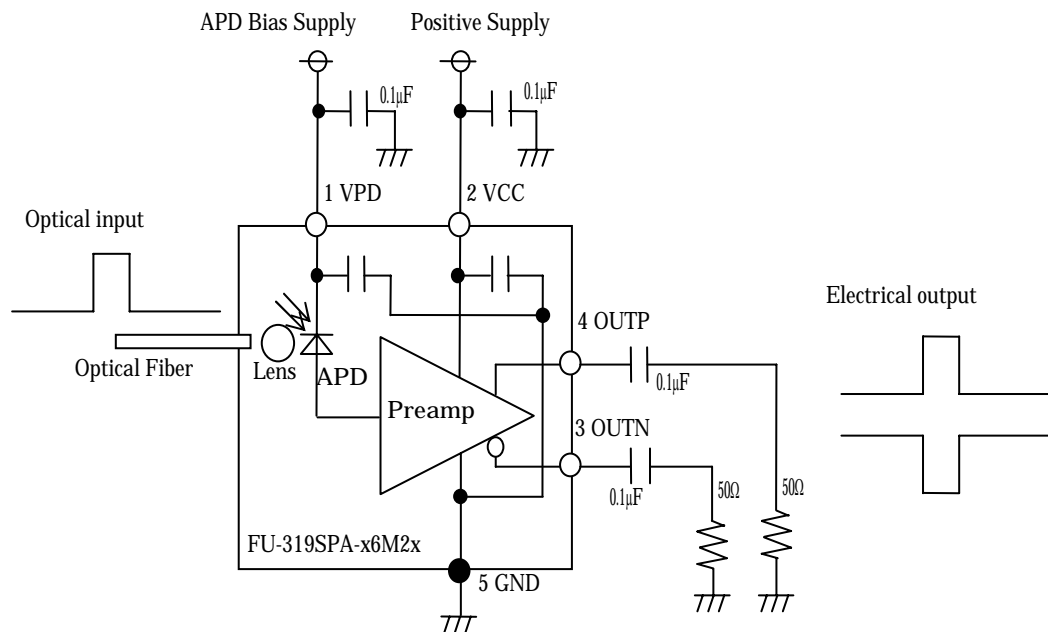 APD Bias Supply
Positive Supply
0.1μF
0.1μF
1 VPD
2 VCC
Optical input
Electrical output
4 OUTP
Optical Fiber
Lens
APD
Preamp
0.1μF
3 OUTN
0.1μF
50Ω
50Ω
FU-319SPA-x6M2x
5 GND